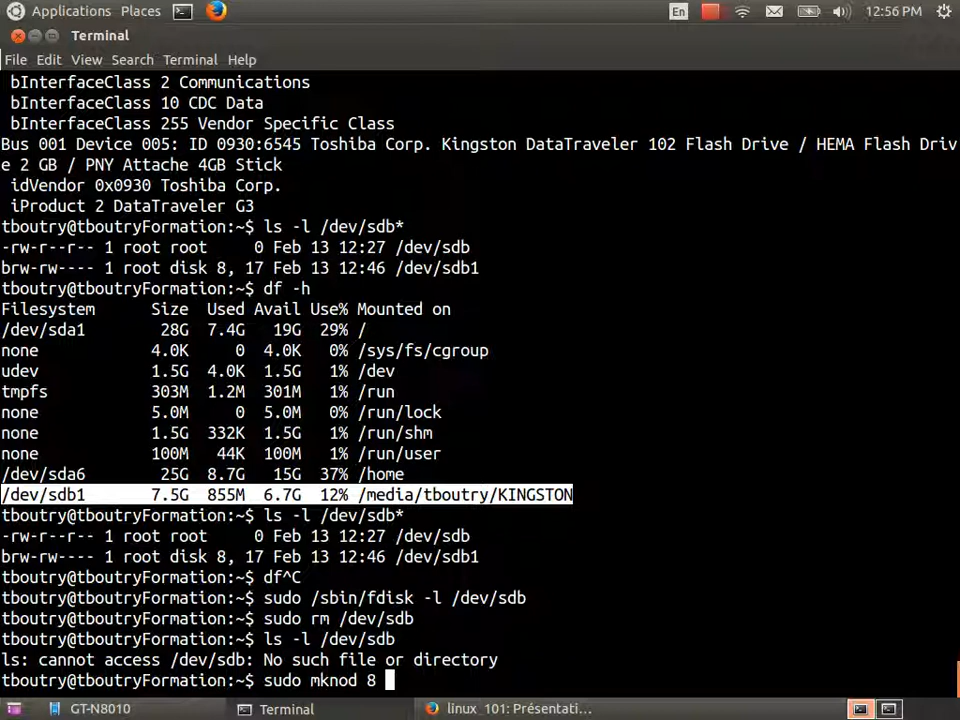 Applications Places En 12:56 PM
Terminal
File Edit View Search Terminal Help
bInterfaceClass 2 Communications
bInterfaceClass 10 CDC Data
bInterfaceClass 255 Vendor Specific Class
Bus 001 Device 005: ID 0930:6545 Toshiba Corp. Kingston DataTraveler 102 Flash Drive / HEMA Flash Driv
e 2 GB / PNY Attache 4GB Stick
idVendor 0x0930 Toshiba Corp.
iProduct 2 DataTraveler G3
tboutry@tboutryFormation:~$ ls -l /dev/sdb*
-rw-r--r-- 1 root root 0 Feb 13 12:27 /dev/sdb
brw-rw---- 1 root disk 8, 17 Feb 13 12:46 /dev/sdb1
tboutry@tboutryFormation:~$ df -h
Filesystem Size Used Avail Use% Mounted on
/dev/sda1 28G 7.4G 19G 29% /
none 4.0K 0 4.0K 0% /sys/fs/cgroup
udev 1.5G 4.0K 1.5G 1% /dev
tmpfs 303M 1.2M 301M 1% /run
none 5.0M 0 5.0M 0% /run/lock
none 1.5G 332K 1.5G 1% /run/shm
none 100M 44K 100M 1% /run/user
/dev/sda6 25G 8.7G 15G 37% /home
/dev/sdb1 7.5G 855M 6.7G 12% /media/tboutry/KINGSTON
tboutry@tboutryFormation:~$ ls -l /dev/sdb*
-rw-r--r-- 1 root root 0 Feb 13 12:27 /dev/sdb
brw-rw---- 1 root disk 8, 17 Feb 13 12:46 /dev/sdb1
tboutry@tboutryFormation:~$ df^C
tboutry@tboutryFormation:~$ sudo /sbin/fdisk -l /dev/sdb
tboutry@tboutryFormation:~$ sudo rm /dev/sdb
tboutry@tboutryFormation:~$ ls -l /dev/sdb
ls: cannot access /dev/sdb: No such file or directory
tboutry@tboutryFormation:~$ sudo mknod 8
GT-N8010 Terminal linux_101: Présentati...